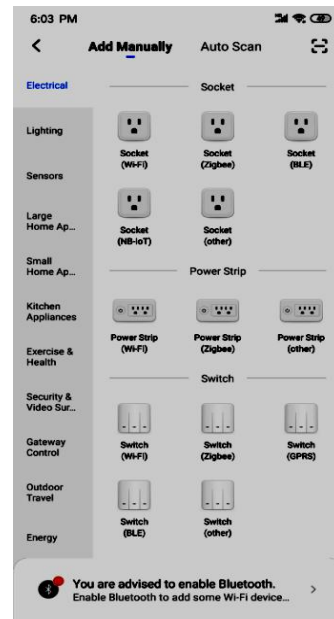 6:03 PM
Add Manually
Auto Scan
Electrical
Lighting
Sensors
Large
Home Ap...
Small
Home Ap...
Kitchen
Appliances
Exercise &
Health
Security &
Video Sur...
Gateway
Control
Outdoor
Travel
Energy
Socket
Socket
(Wi-Fi)
Socket
(Zigbee)
Socket
(BLE)
Socket
(NB-IoT)
Socket
(other)
Power Strip
Power Strip
(Wi-Fi)
Power Strip
(Zigbee)
Power Strip
(other)
Switch
Switch
(Wi-Fi)
Switch
(Zigbee)
Switch
(GPRS)
Switch
(BLE)
Switch
(other)
You are advised to enable Bluetooth.
Enable Bluetooth to add some Wi-Fi device...